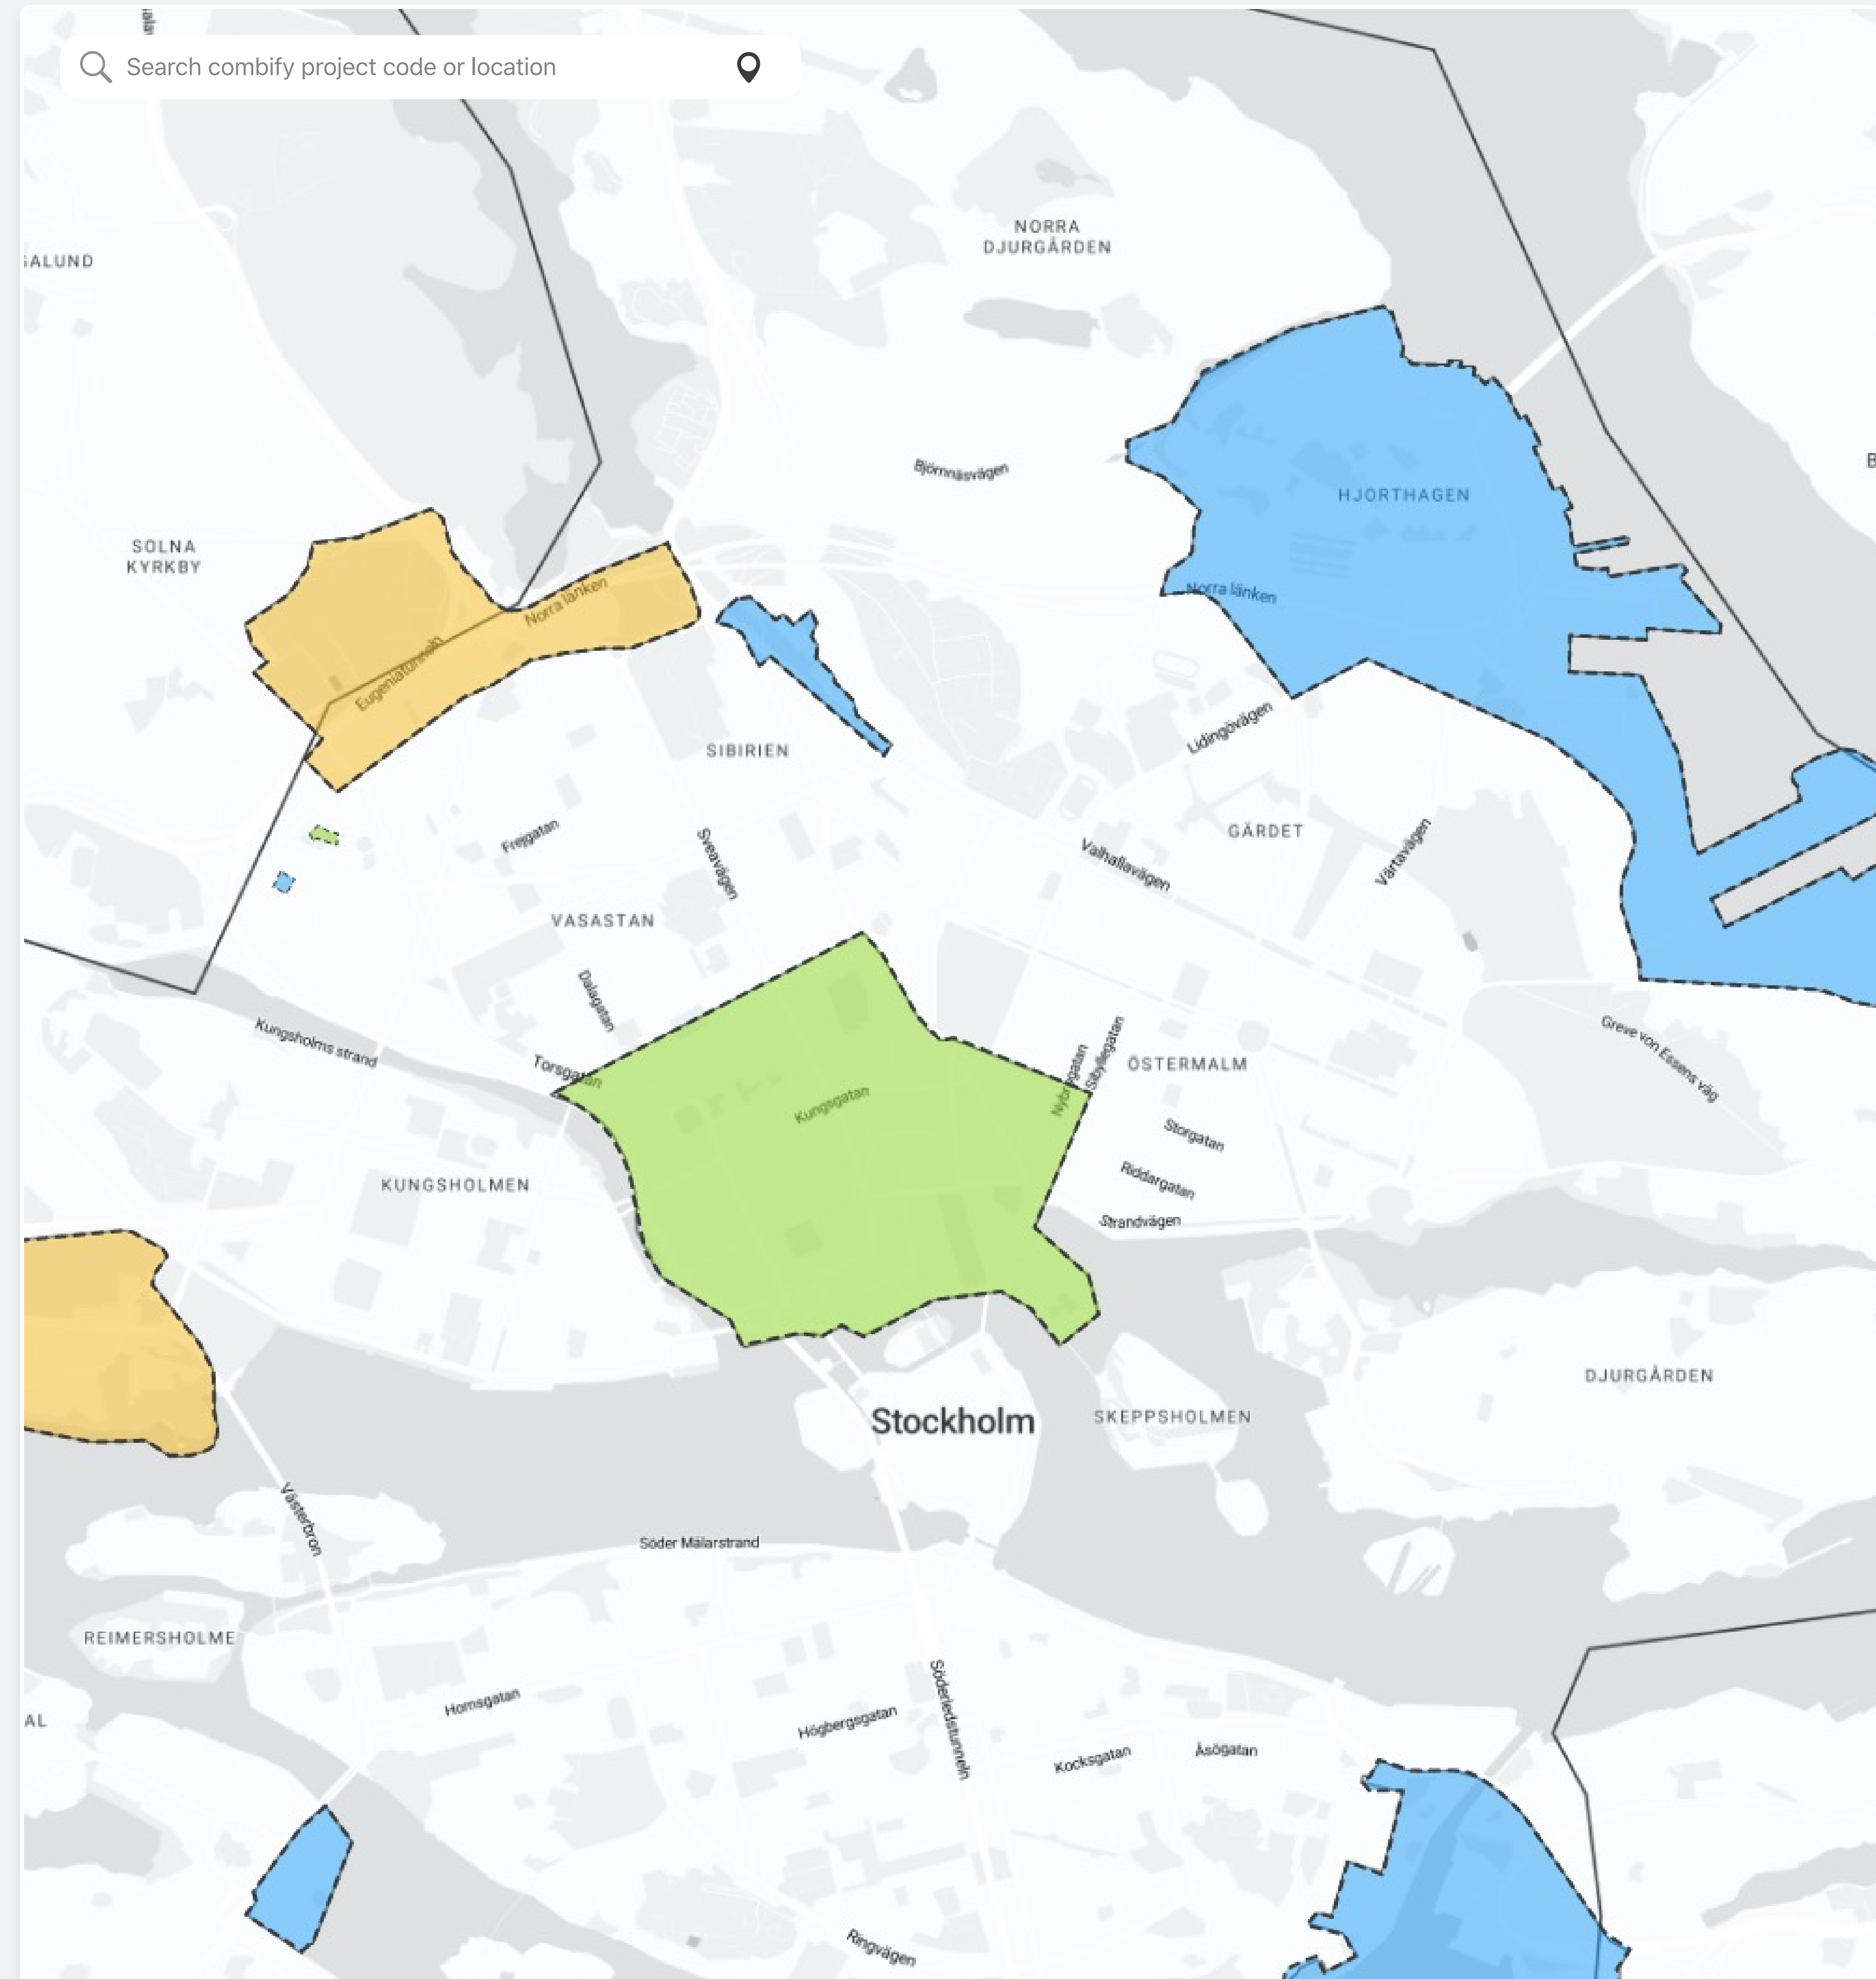 Search combify project code or location
NORRA
DJURGÅRDEN
Björnnäsvägen
HJORTHAGEN
SOLNA
KYRKBY
Norra länken
Norra länken
Eugeniatunneln
Lidingövägen
SIBIRIEN
Frejgatan
Sveavägen
Valhallavägen
GÄRDET
Värtavägen
VASASTAN
Dalagatan
Kungsholms strand
Torsgatan
Kungsgatan
Sibyllegatan
ÖSTERMALM
Greve von Essens väg
Storgatan
KUNGSHOLMEN
Riddargatan
Strandvägen
DJURGÅRDEN
Stockholm
SKEPPSHOLMEN
Västerbron
Söder Mälarstrand
REIMERSHOLME
Hornsgatan
Högbergsgatan
Söderledstunneln
Kocksgatan
Åsögatan
Ringvägen